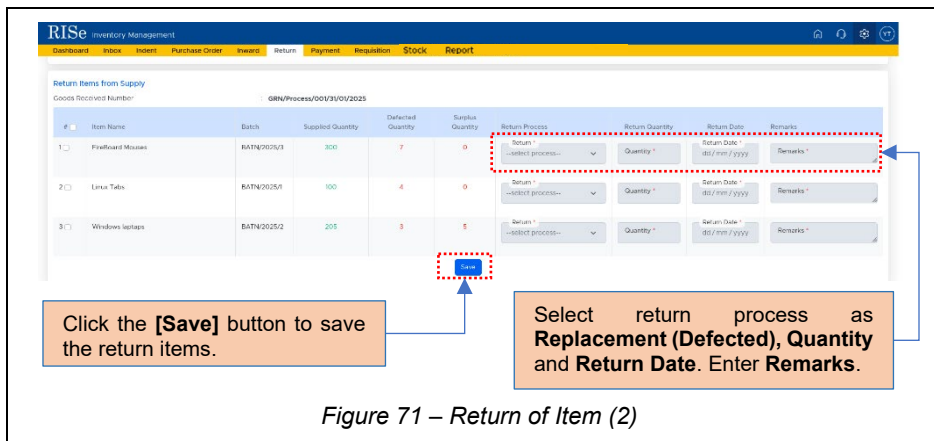 RISe Inventory Management
YT
Dashboard Inbox Indent Purchase Order Inward Return Payment Requisition Stock Report
Return Items from Supply
Goods Received Number : GRN/Process/001/31/01/2025
# Item Name Batch Supplied Quantity Defected Quantity Surplus Quantity Return Process Return Quantity Return Date Remarks
Return * Return Date *
1 FireBoard Mouses BATN/2025/3 300 7 0 --select process-- Quantity * dd/mm/yyyy Remarks *
Return * Return Date *
2 Linux Tabs BATN/2025/1 100 4 0 --select process-- Quantity * dd/mm/yyyy Remarks *
Return * Return Date *
3 Windows laptaps BATN/2025/2 205 3 5 --select process-- Quantity * dd/mm/yyyy Remarks *
Save
Click the [Save] button to save
the return items.
Select return process as
Replacement (Defected), Quantity
and Return Date. Enter Remarks.
Figure 71 – Return of Item (2)